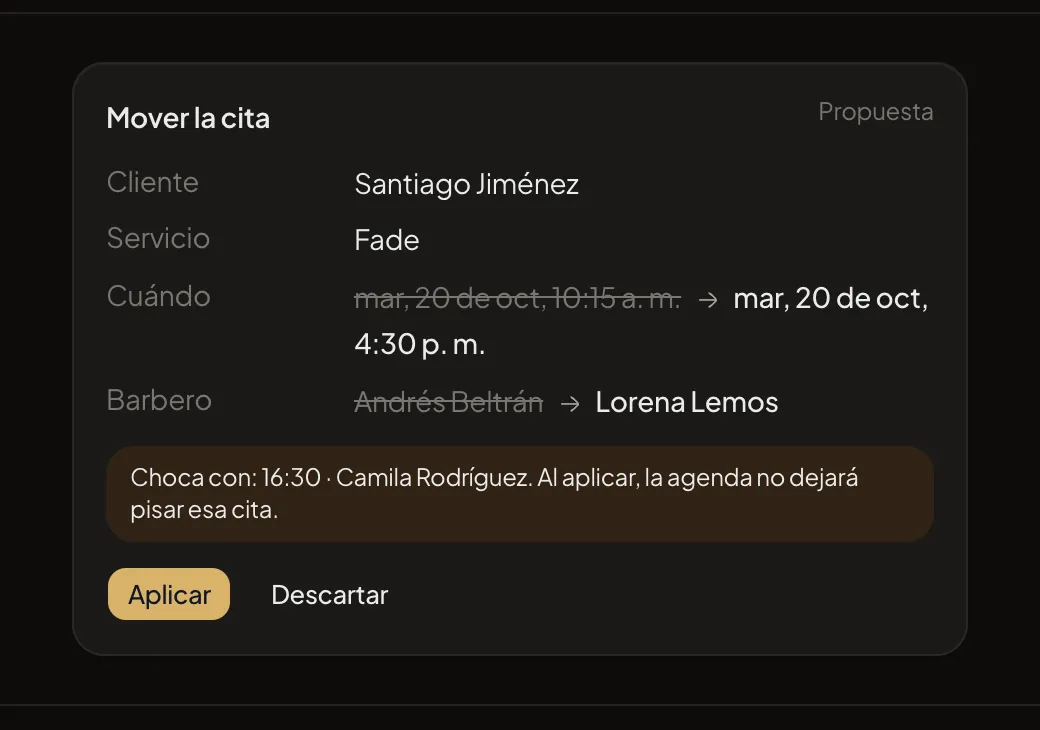 Mover la cita
Propuesta
Cliente
Santiago Jiménez
Servicio
Fade
Cuándo
mar, 20 de oct, 10:15 a. m. → mar, 20 de oct,
4:30 p. m.
Barbero
Andrés Beltrán → Lorena Lemos
Choca con: 16:30 · Camila Rodríguez. Al aplicar, la agenda no dejará
pisar esa cita.
Aplicar
Descartar